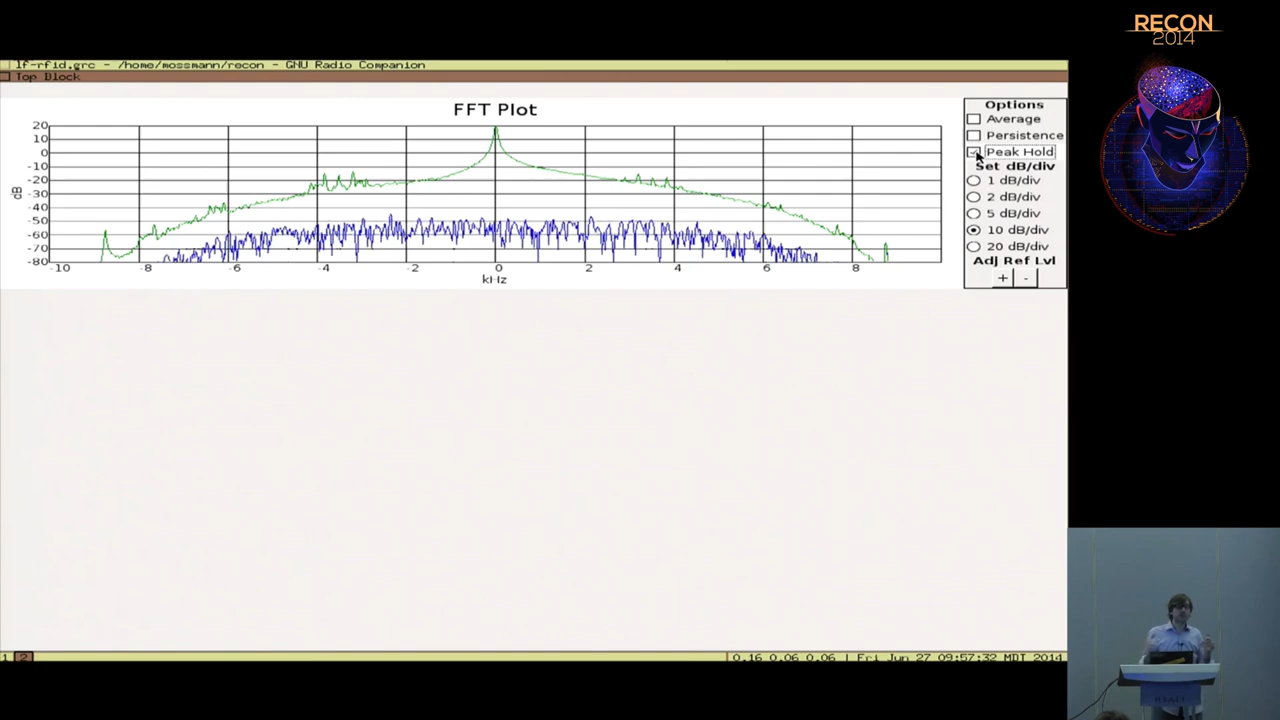 RECON
2014
lf-rfid.grc - /home/mossmann/recon - GNU Radio Companion
Top Block
FFT Plot
20
10
0
-10
-20
-30
-40
-50
-60
-70
-80
dB
-10 -8 -6 -4 -2 0 2 4 6 8
kHz
Options
Average
Persistence
Peak Hold
Set dB/div
1 dB/div
2 dB/div
5 dB/div
10 dB/div
20 dB/div
Adj Ref Lvl
+ -
1 2
0.16 0.06 0.06 | Fri Jun 27 09:57:32 MDT 2014